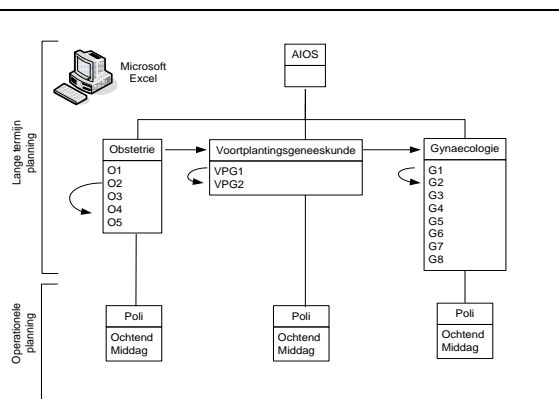 Lange termijn
planning
Microsoft
Excel
AIOS
Obstetrie
O1
O2
O3
O4
O5
Voortplantingsgeneeskunde
VPG1
VPG2
Gynaecologie
G1
G2
G3
G4
G5
G6
G7
G8
Operationele
planning
Poli
Ochtend
Middag
Poli
Ochtend
Middag
Poli
Ochtend
Middag